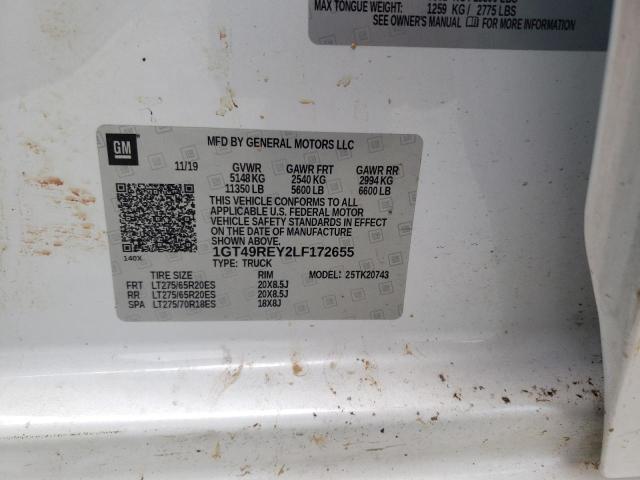 MAX TONGUE WEIGHT: 1259 KG / 2775 LBS
SEE OWNER'S MANUAL FOR MORE INFORMATION
GM
MFD BY GENERAL MOTORS LLC
11/19 GVWR GAWR FRT GAWR RR
5148 KG 2540 KG 2994 KG
11350 LB 5600 LB 6600 LB
THIS VEHICLE CONFORMS TO ALL
APPLICABLE U.S. FEDERAL MOTOR
VEHICLE SAFETY STANDARDS IN EFFECT
ON THE DATE OF MANUFACTURE
SHOWN ABOVE.
140X 1GT49REY2LF172655
TYPE: TRUCK
TIRE SIZE RIM MODEL: 25TK20743
FRT LT275/65R20ES 20X8.5J
RR LT275/65R20ES 20X8.5J
SPA LT275/70R18ES 18X8J